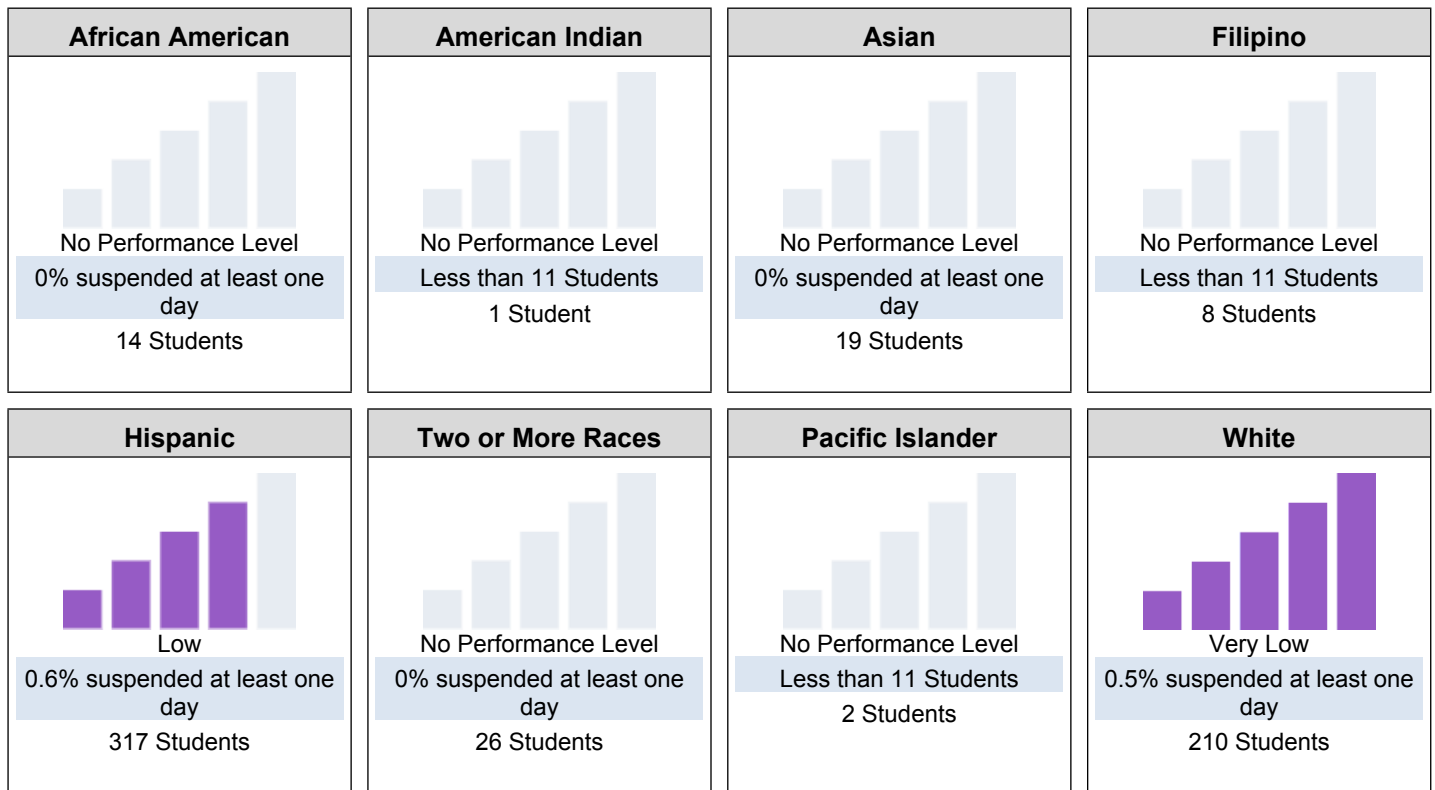 African American
No Performance Level
0% suspended at least one
day
14 Students
American Indian
No Performance Level
Less than 11 Students
1 Student
Asian
No Performance Level
0% suspended at least one
day
19 Students
Filipino
No Performance Level
Less than 11 Students
8 Students
Hispanic
Low
0.6% suspended at least one
day
317 Students
Two or More Races
No Performance Level
0% suspended at least one
day
26 Students
Pacific Islander
No Performance Level
Less than 11 Students
2 Students
White
Very Low
0.5% suspended at least one
day
210 Students